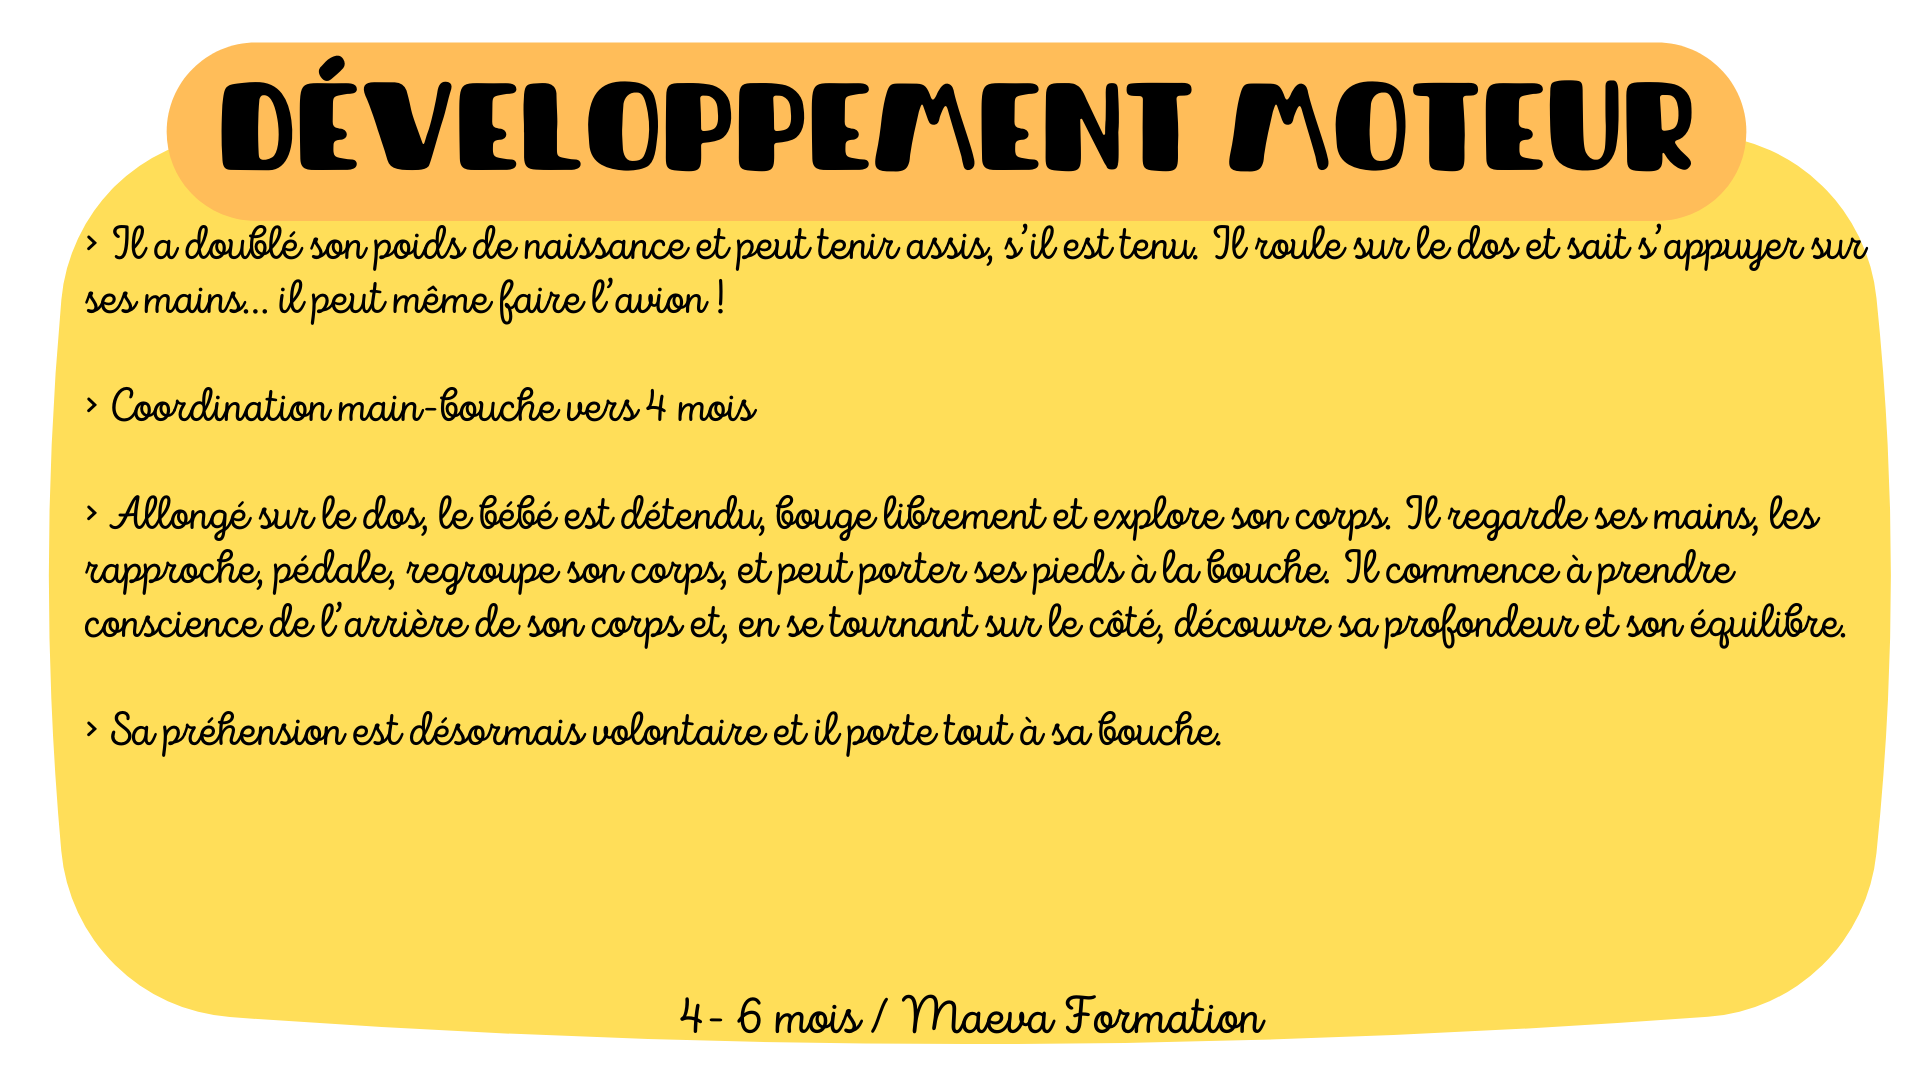 DÉVELOPPEMENT MOTEUR
> Il a doublé son poids de naissance et peut tenir assis, s'il est tenu. Il roule sur le dos et sait s'appuyer sur
ses mains... il peut même faire l'avion !
> Coordination main-bouche vers 4 mois
> Allongé sur le dos, le bébé est détendu, bouge librement et explore son corps. Il regarde ses mains, les
rapproche, pédale, regroupe son corps, et peut porter ses pieds à la bouche. Il commence à prendre
conscience de l'arrière de son corps et, en se tournant sur le côté, découvre sa profondeur et son équilibre.
> Sa préhension est désormais volontaire et il porte tout à sa bouche.
4- 6 mois / Maeva Formation